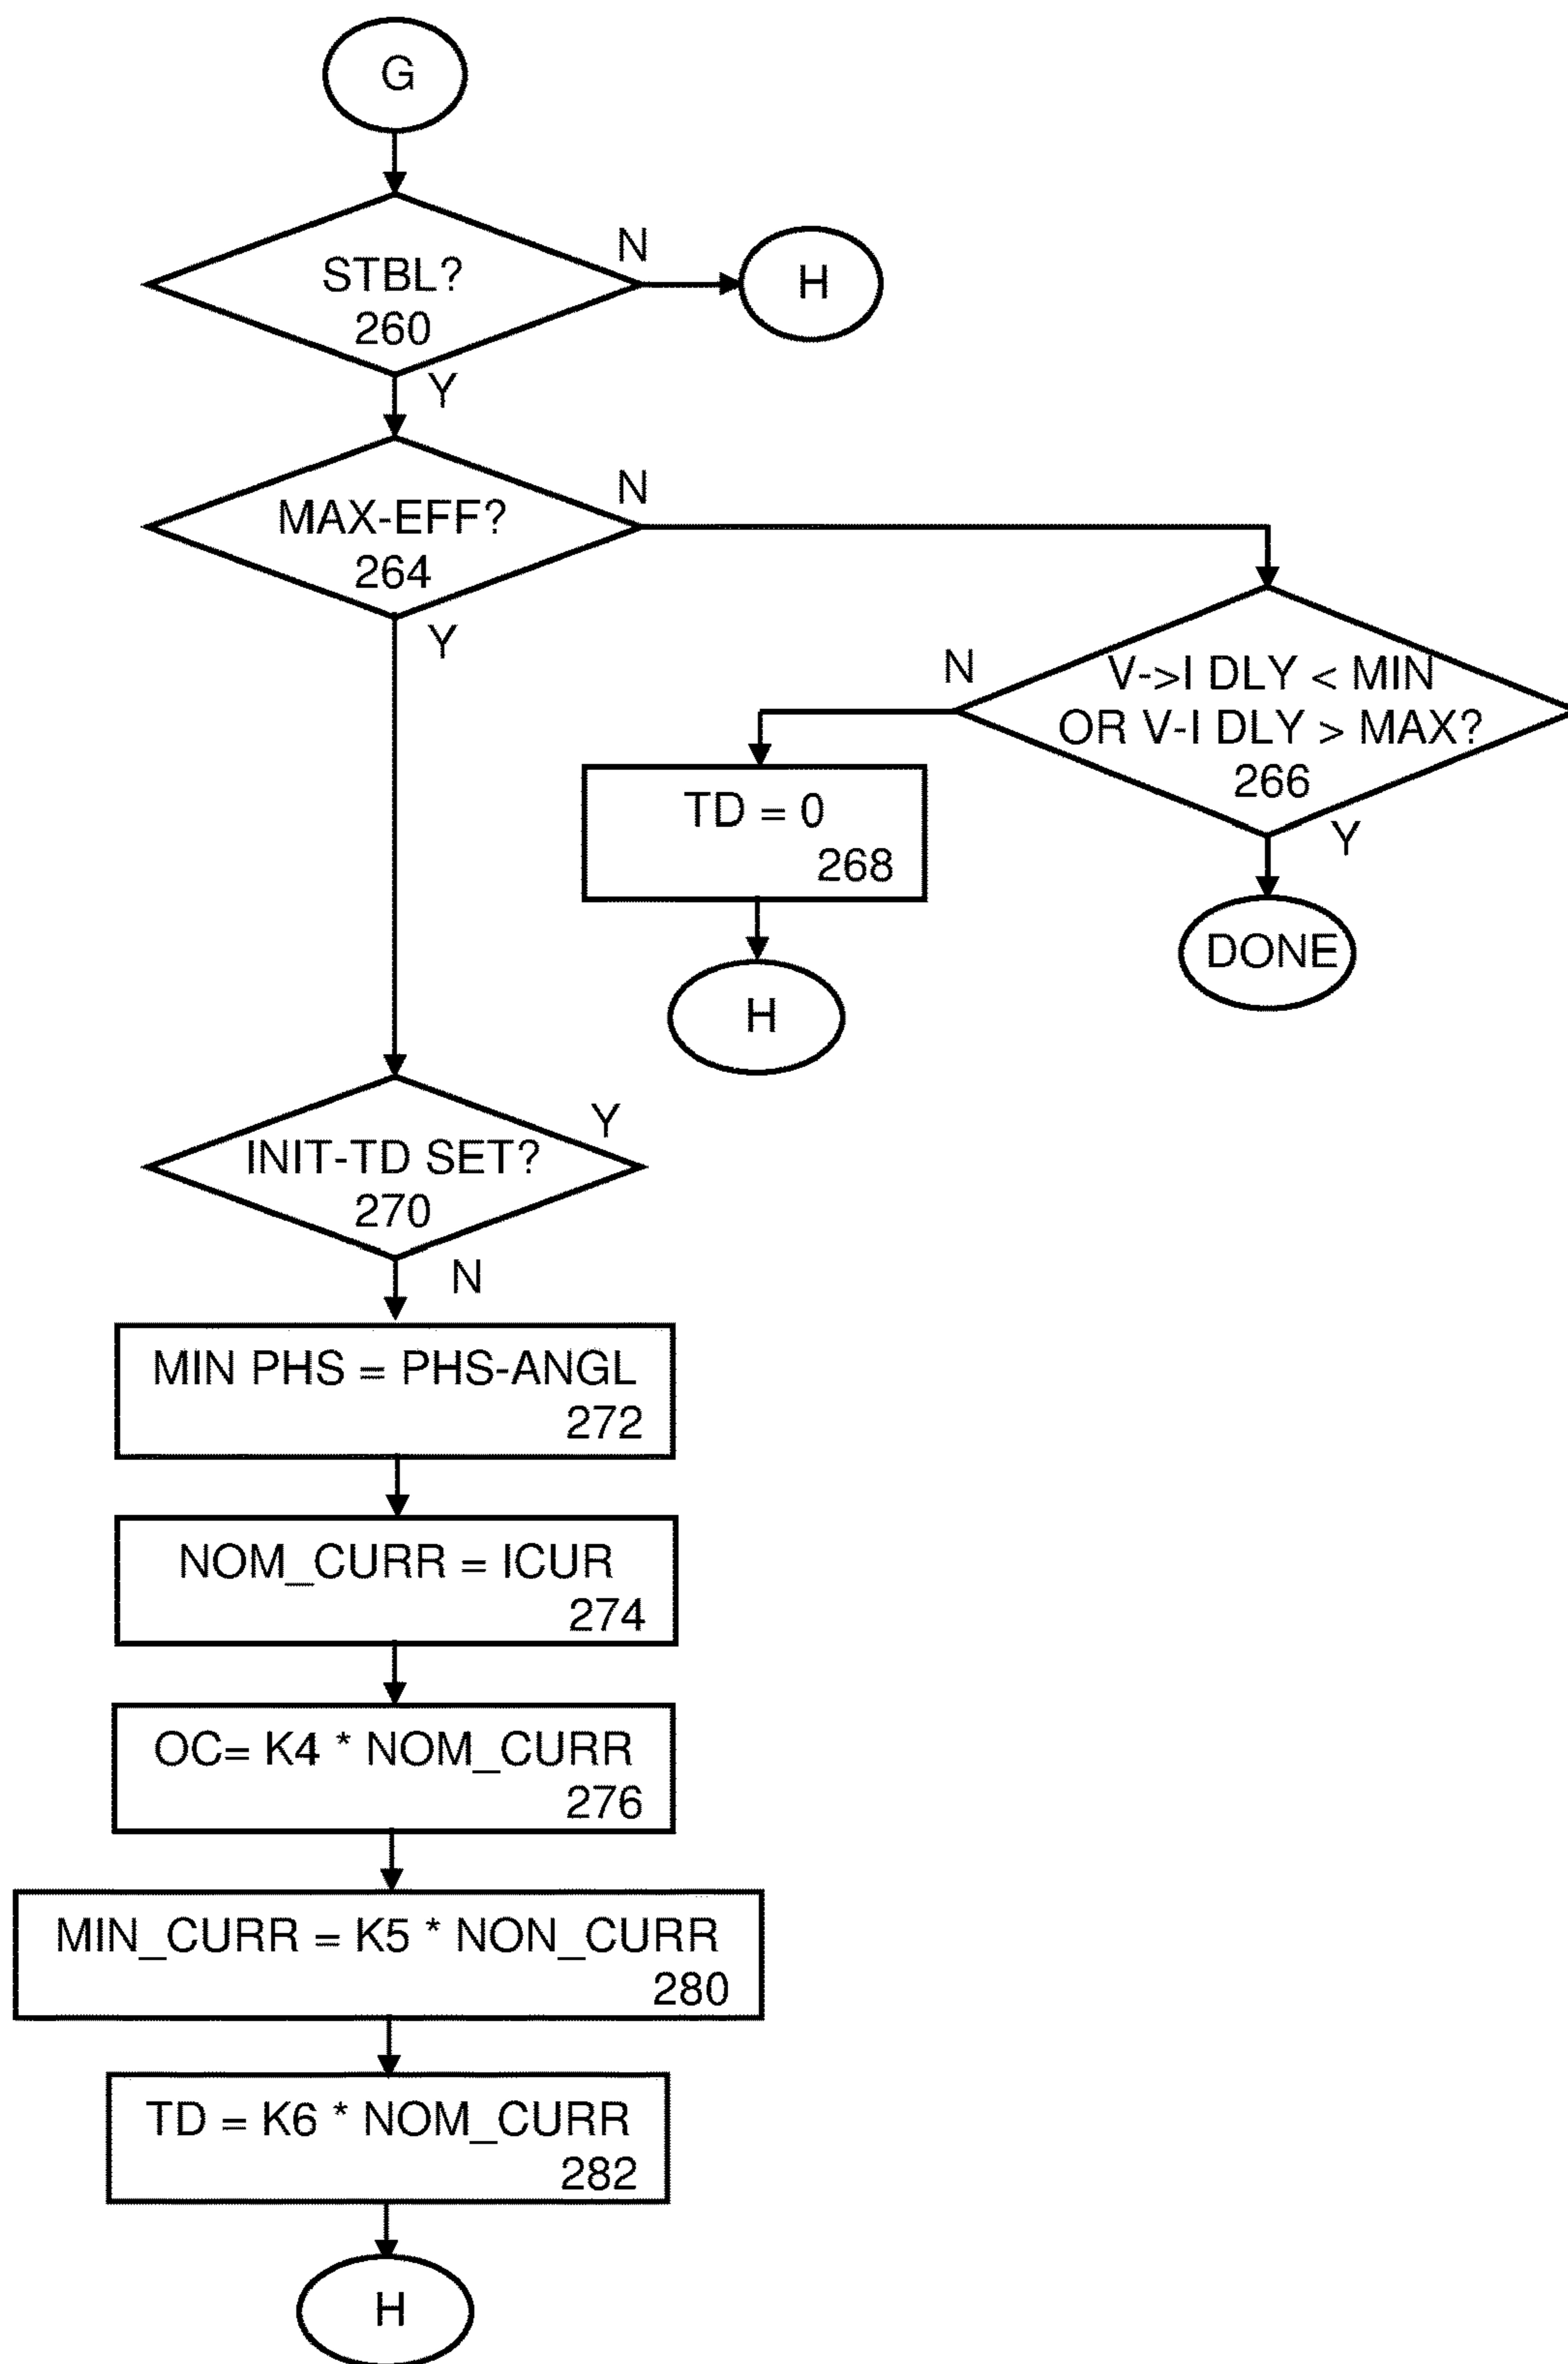 G
STBL?
260
N
H
Y
MAX-EFF?
264
N
Y
V->I DLY < MIN
OR V-I DLY > MAX?
266
N
Y
TD = 0
268
H
DONE
INIT-TD SET?
270
Y
N
MIN PHS = PHS-ANGL
272
NOM_CURR = ICUR
274
OC= K4 * NOM_CURR
276
MIN_CURR = K5 * NON_CURR
280
TD = K6 * NOM_CURR
282
H